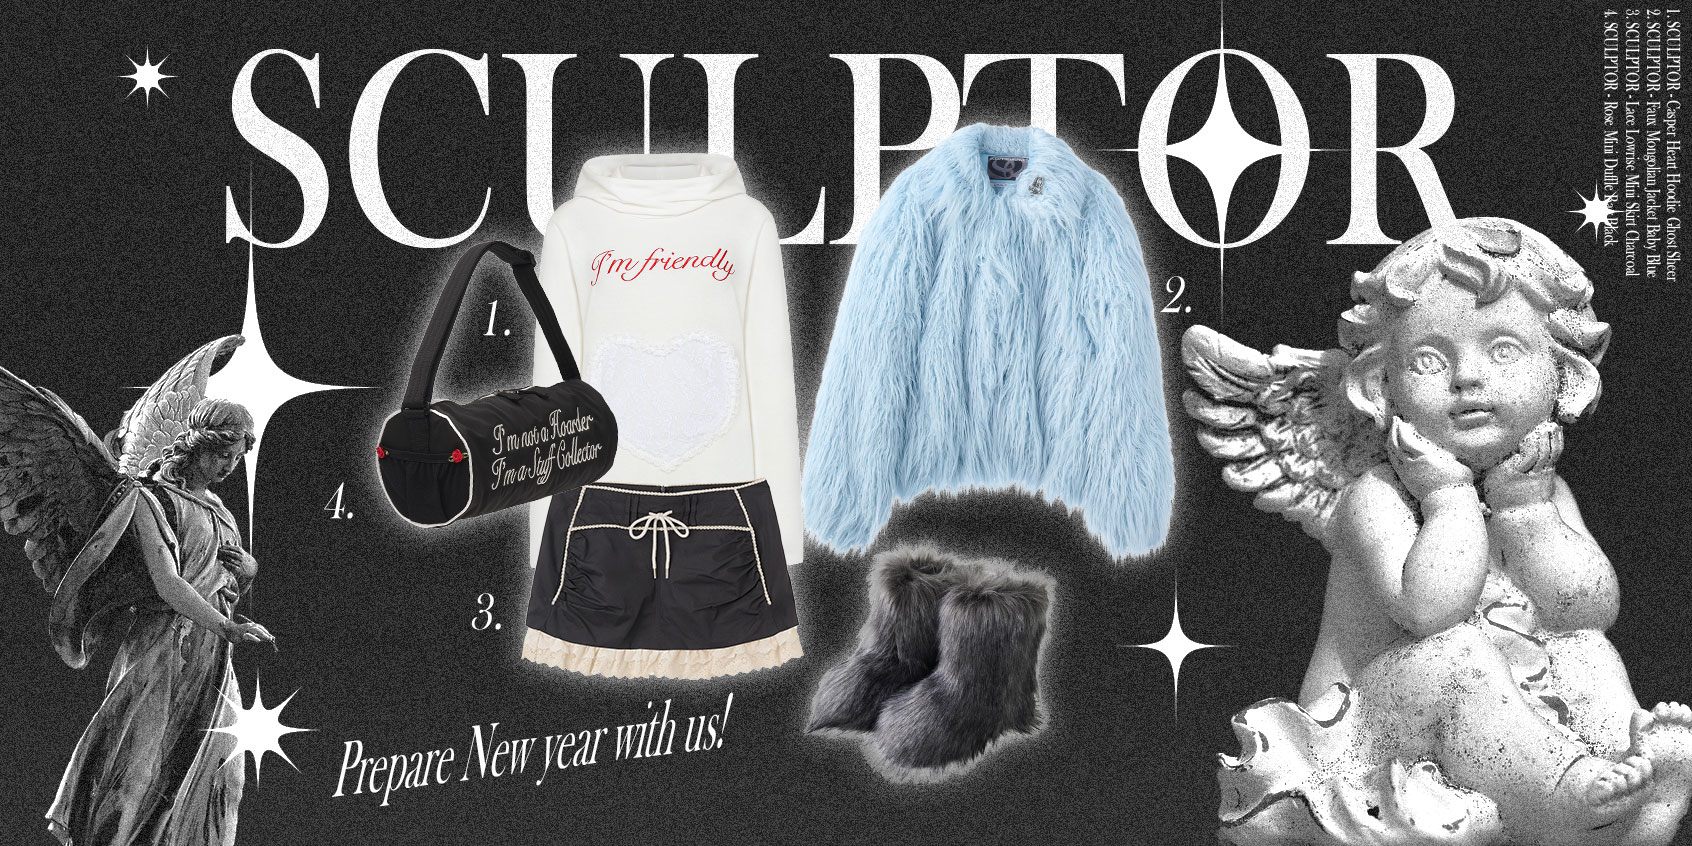 SCULPTOR
1. SCULPTOR - Casper Heart Hoodie Ghost Sheer
2. SCULPTOR - Faux Mongolian Jacket Baby Blue
3. SCULPTOR - Lace Lowrise Mini Skirt Charcoal
4. SCULPTOR - Rose Mini Duffle Black
I'm friendly
1.
2.
I'm not a Hoarder
I'm a Stuff Collector
4.
3.
Prepare New year with us!